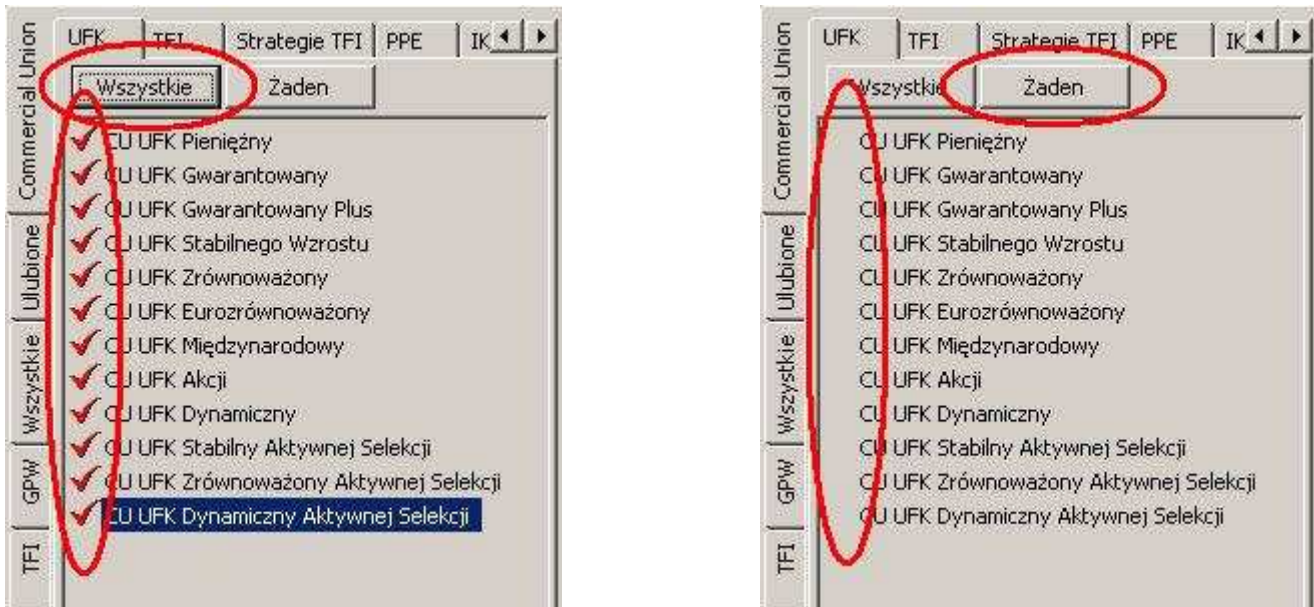 UFK TFI Strategie TFI PPE IK
Wszystkie Żaden
CU UFK Pieniężny
CU UFK Gwarantowany
CU UFK Gwarantowany Plus
CU UFK Stabilnego Wzrostu
CU UFK Zrównoważony
CU UFK Eurozrównoważony
CU UFK Międzynarodowy
CU UFK Akcji
CU UFK Dynamiczny
CU UFK Stabilny Aktywnej Selekcji
CU UFK Zrównoważony Aktywnej Selekcji
CU UFK Dynamiczny Aktywnej Selekcji
Commercial Union
Ulubione
Wszystkie
GPW
TFI
UFK TFI Strategie TFI PPE IK
Wszystkie Żaden
CU UFK Pieniężny
CU UFK Gwarantowany
CU UFK Gwarantowany Plus
CU UFK Stabilnego Wzrostu
CU UFK Zrównoważony
CU UFK Eurozrównoważony
CU UFK Międzynarodowy
CU UFK Akcji
CU UFK Dynamiczny
CU UFK Stabilny Aktywnej Selekcji
CU UFK Zrównoważony Aktywnej Selekcji
CU UFK Dynamiczny Aktywnej Selekcji
Commercial Union
Ulubione
Wszystkie
GPW
TFI